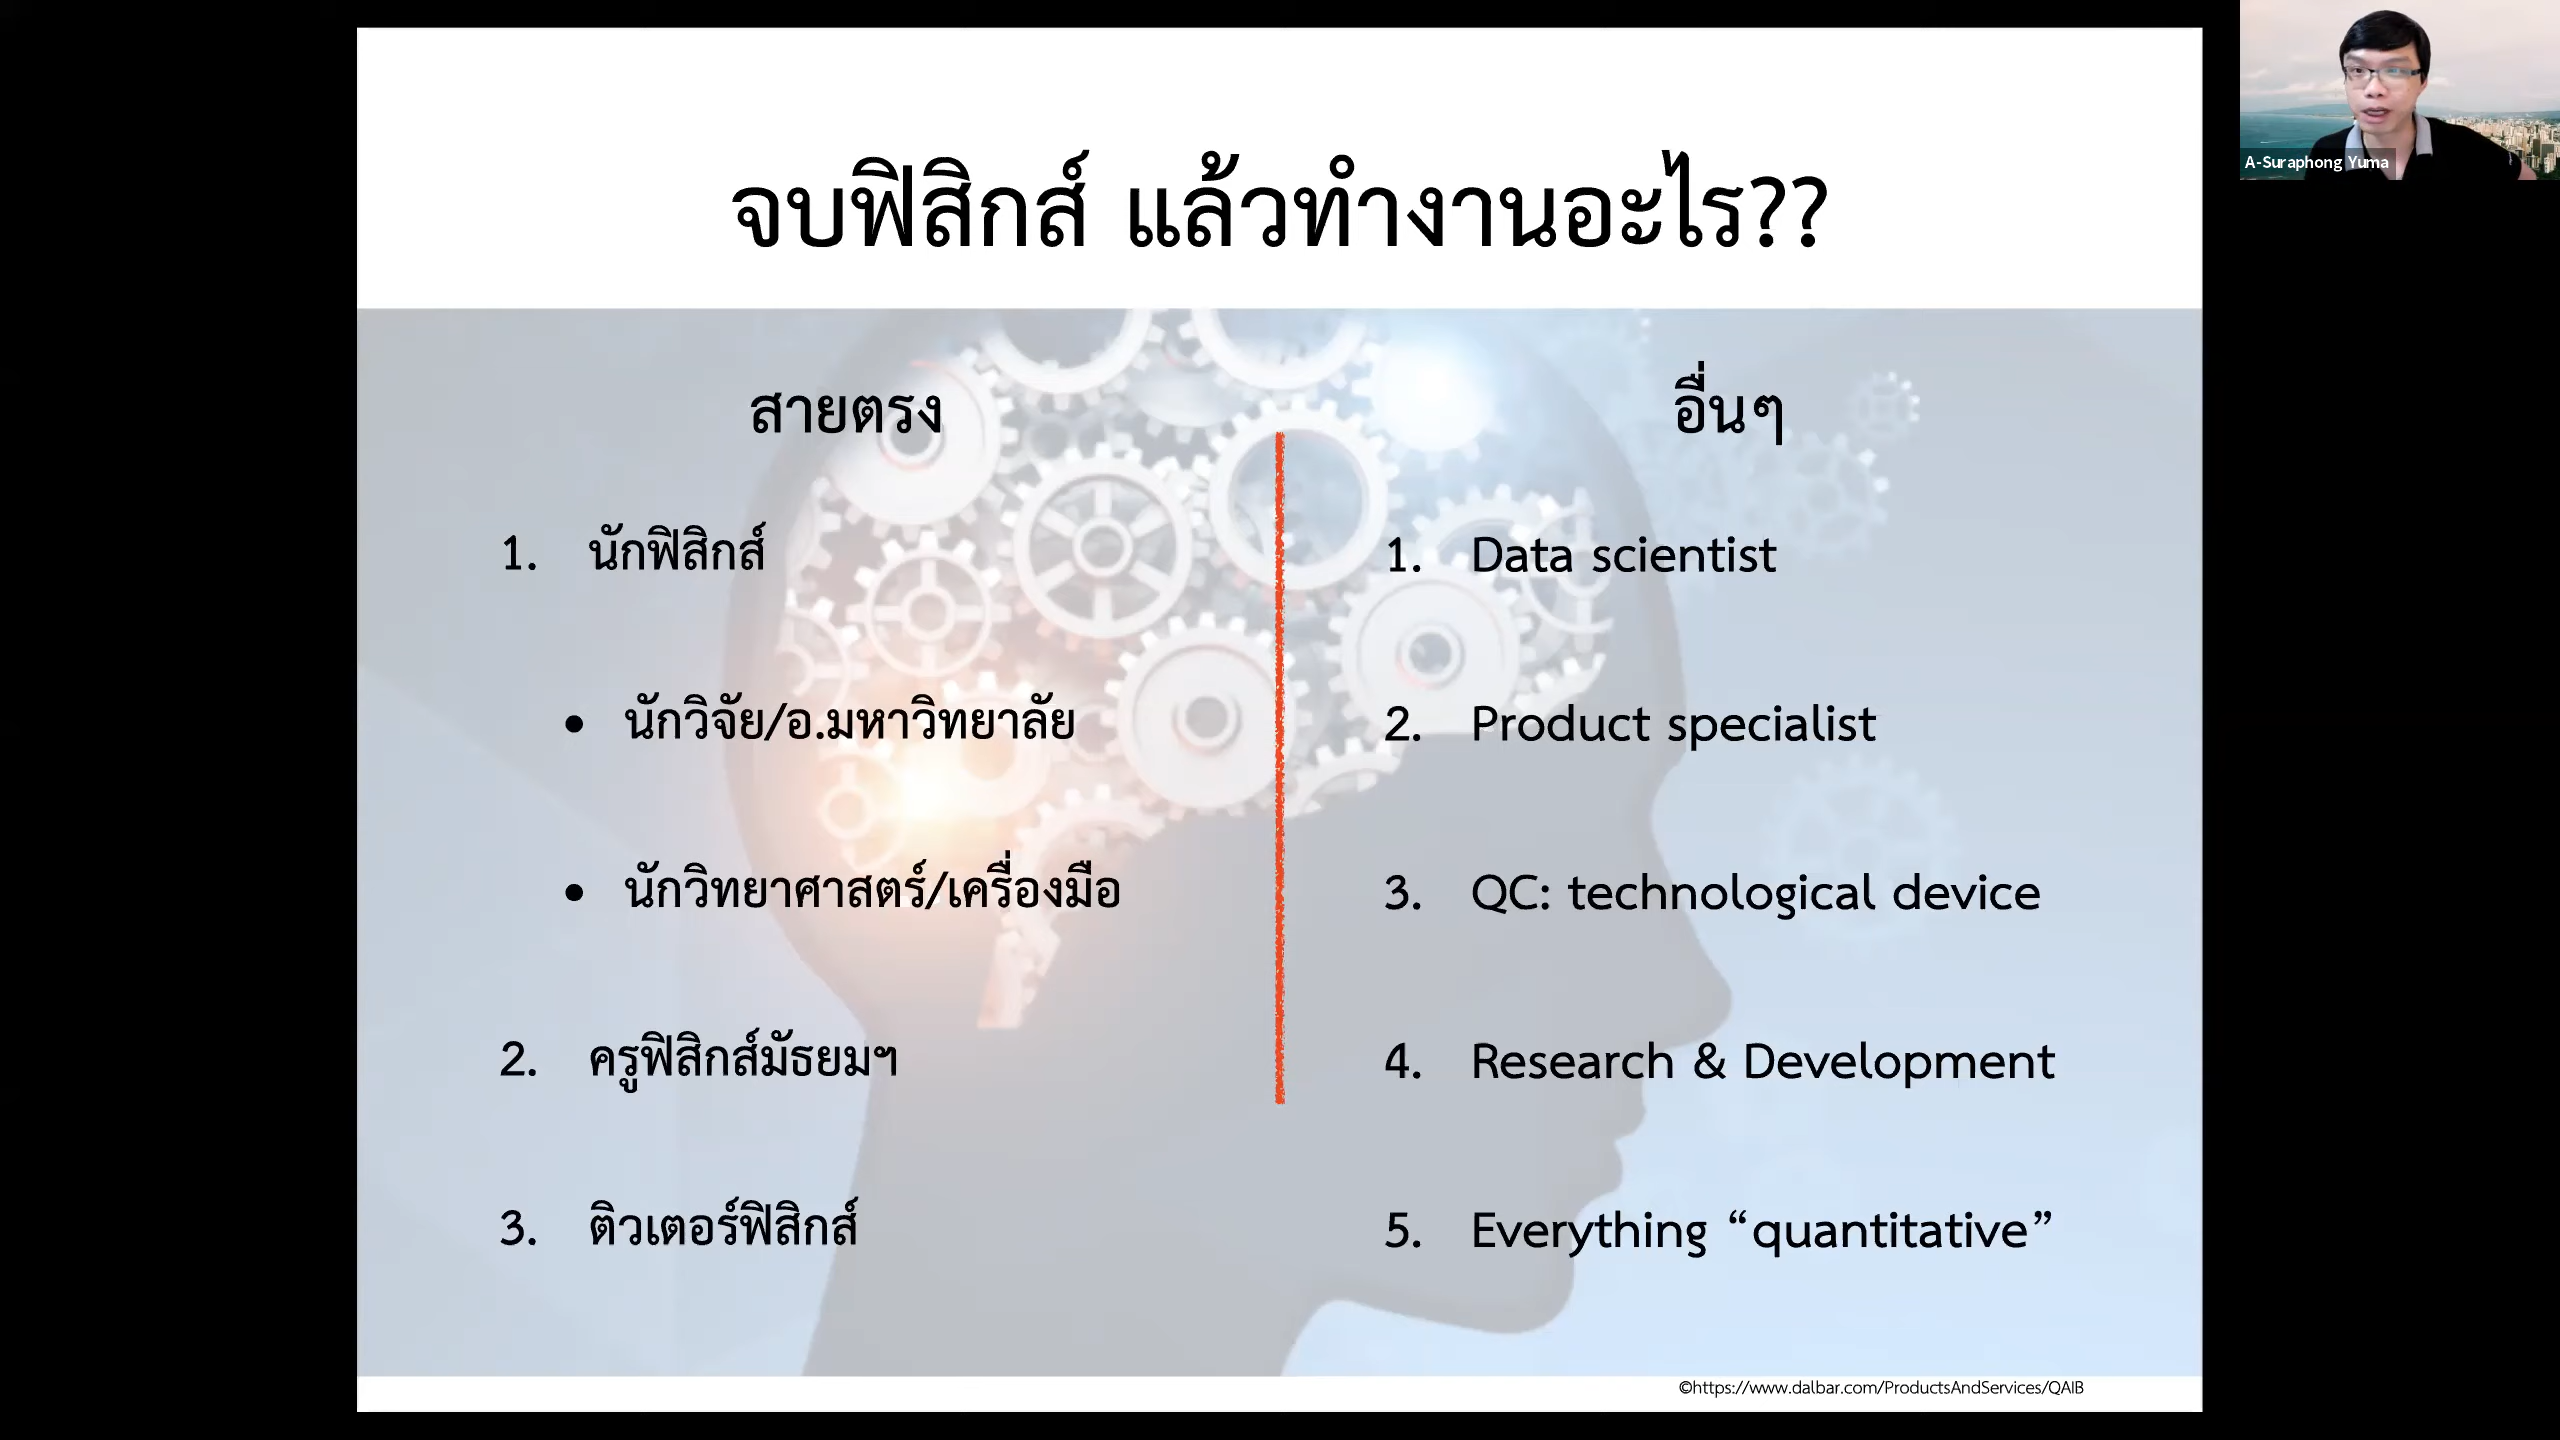 จบฟิสิกส์ แล้วทำงานอะไร??
สายตรง
1. นักฟิสิกส์
• นักวิจัย/อ.มหาวิทยาลัย
• นักวิทยาศาสตร์/เครื่องมือ
2. ครูฟิสิกส์มัธยมฯ
3. ติวเตอร์ฟิสิกส์
อื่นๆ
1. Data scientist
2. Product specialist
3. QC: technological device
4. Research & Development
5. Everything “quantitative”
©https://www.dalbar.com/ProductsAndServices/QAIB
A-Suraphong Yuma